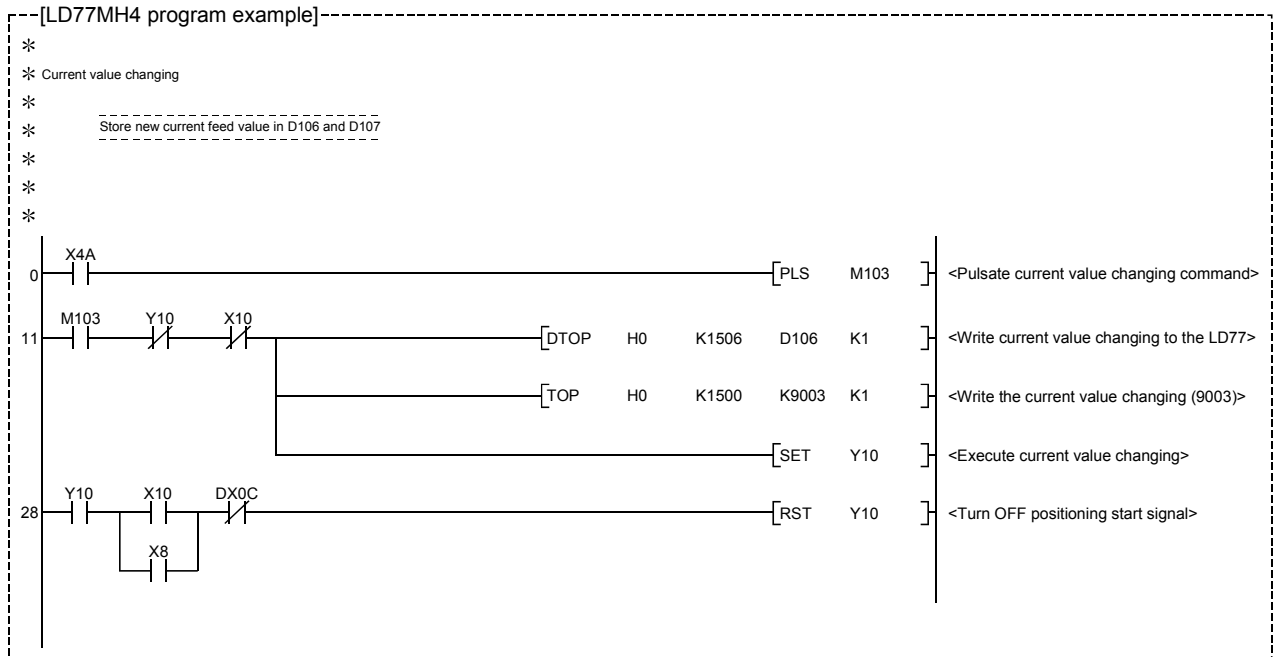 [LD77MH4 program example]
*
* Current value changing
*
* Store new current feed value in D106 and D107
*
*
*
X4A
0 PLS M103 <Pulsate current value changing command>
M103 Y10 X10
11 DTOP H0 K1506 D106 K1 <Write current value changing to the LD77>
TOP H0 K1500 K9003 K1 <Write the current value changing (9003)>
SET Y10 <Execute current value changing>
Y10 X10 DX0C
28 RST Y10 <Turn OFF positioning start signal>
X8